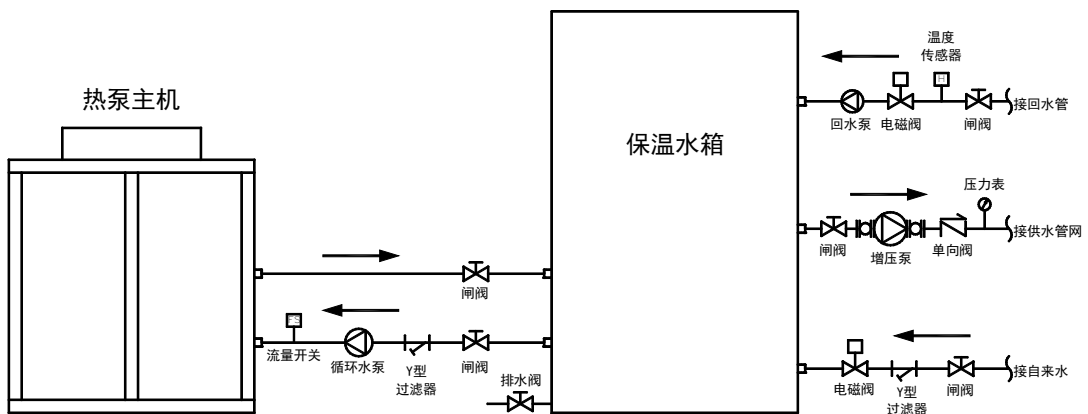 热泵主机
保温水箱
温度
传感器
H
回水泵
电磁阀
闸阀
接回水管
压力表
闸阀
增压泵
单向阀
接供水管网
闸阀
FS
流量开关
循环水泵
Y型
过滤器
闸阀
排水阀
电磁阀
Y型
过滤器
闸阀
接自来水